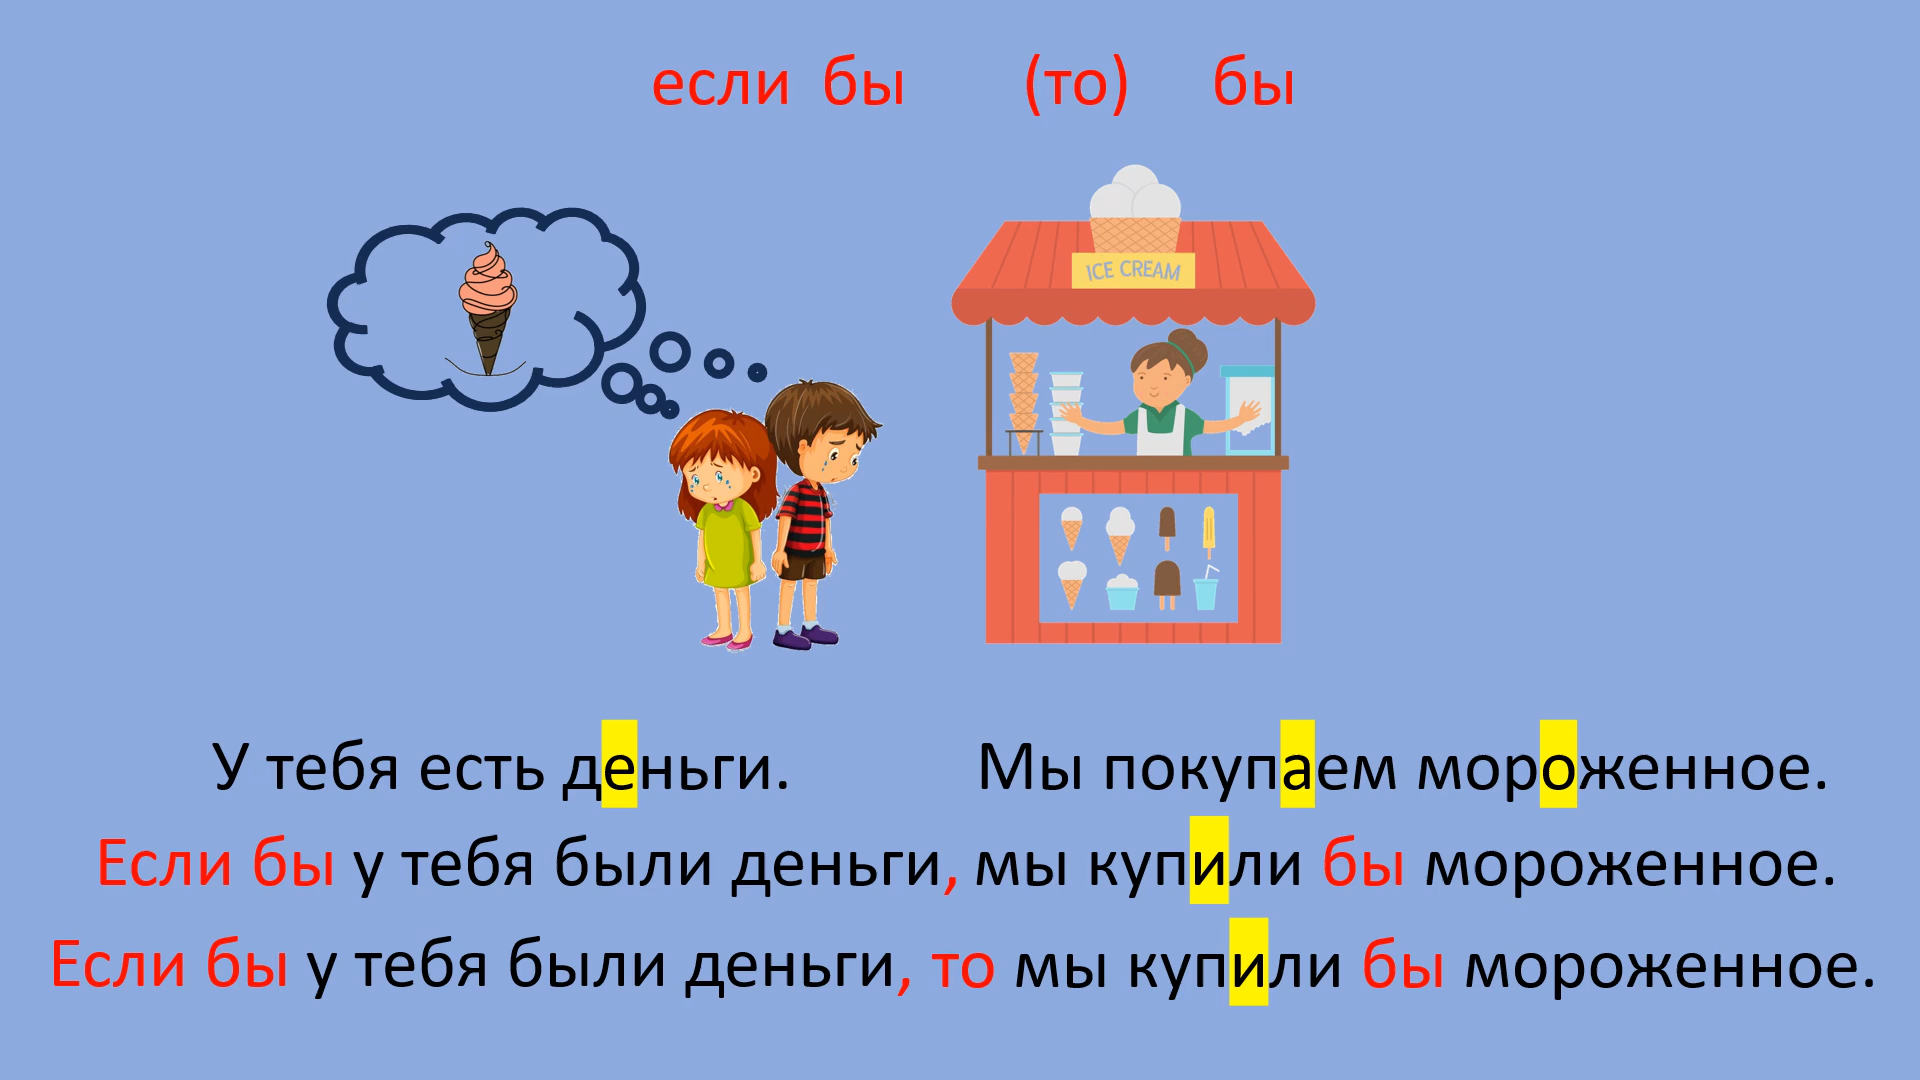 если бы (то) бы
ICE CREAM
У тебя есть деньги. Мы покупаем мороженное.
Если бы у тебя были деньги, мы купили бы мороженное.
Если бы у тебя были деньги, то мы купили бы мороженное.